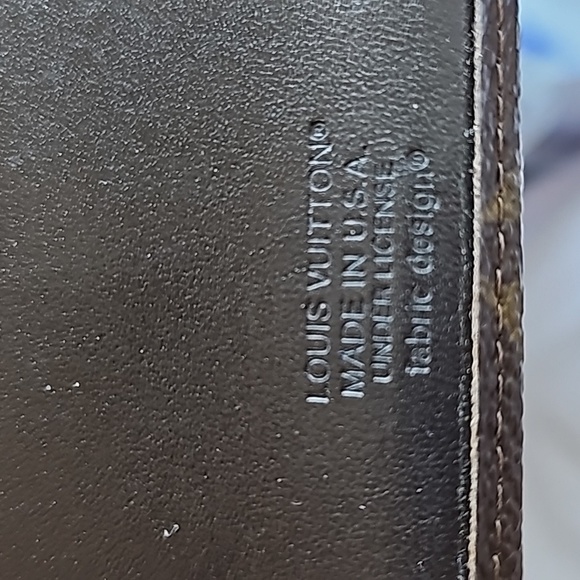 LOUIS VUITTON®
MADE IN U.S.A.
UNDER LICENSE
fabric design®